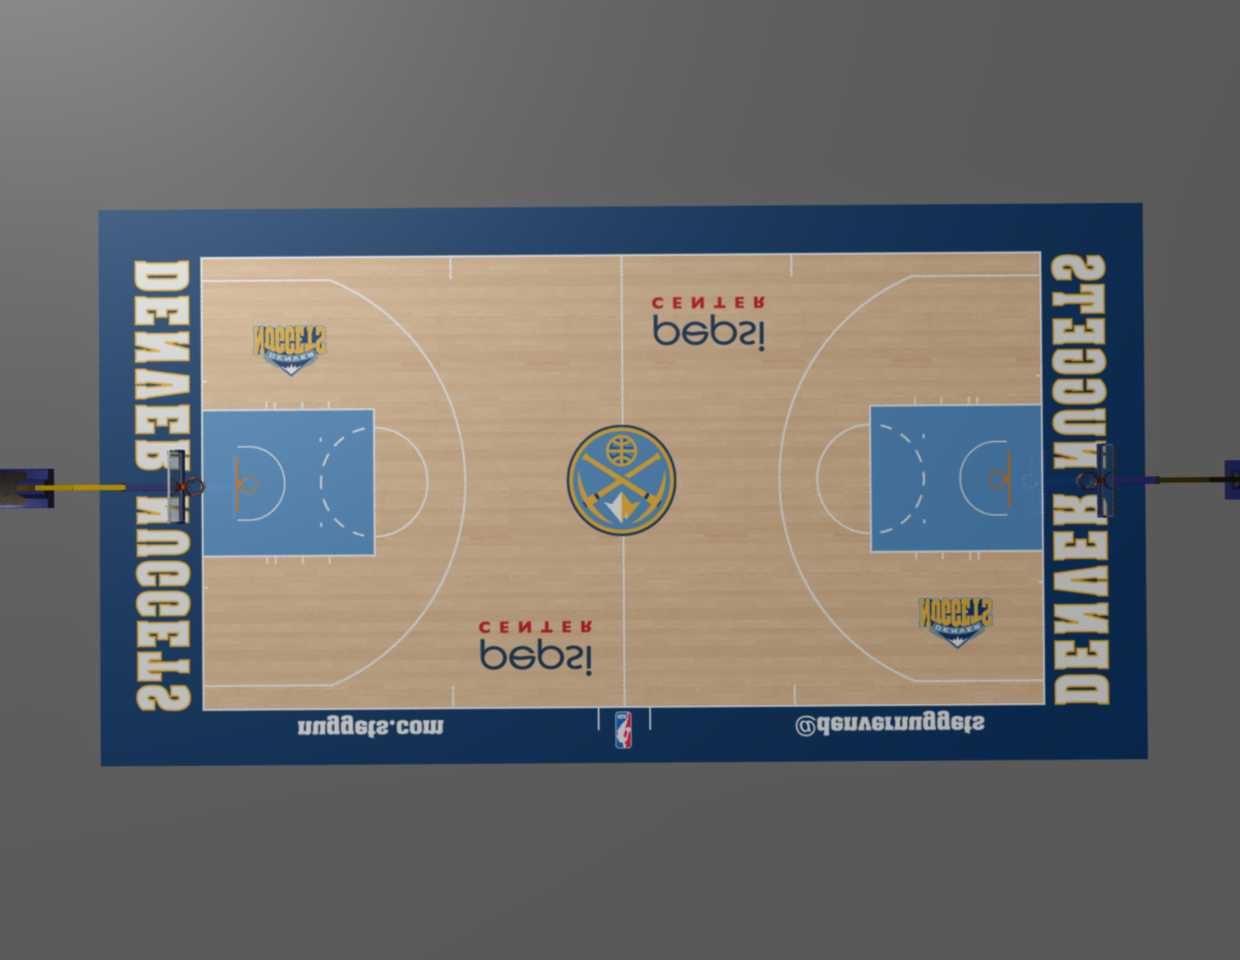 DENVER NUGGETS
CENTER
pepsi
NUGGETS
DENVER
DENVER NUGGETS
NUGGETS
DENVER
CENTER
pepsi
nuggets.com
@denvernuggets